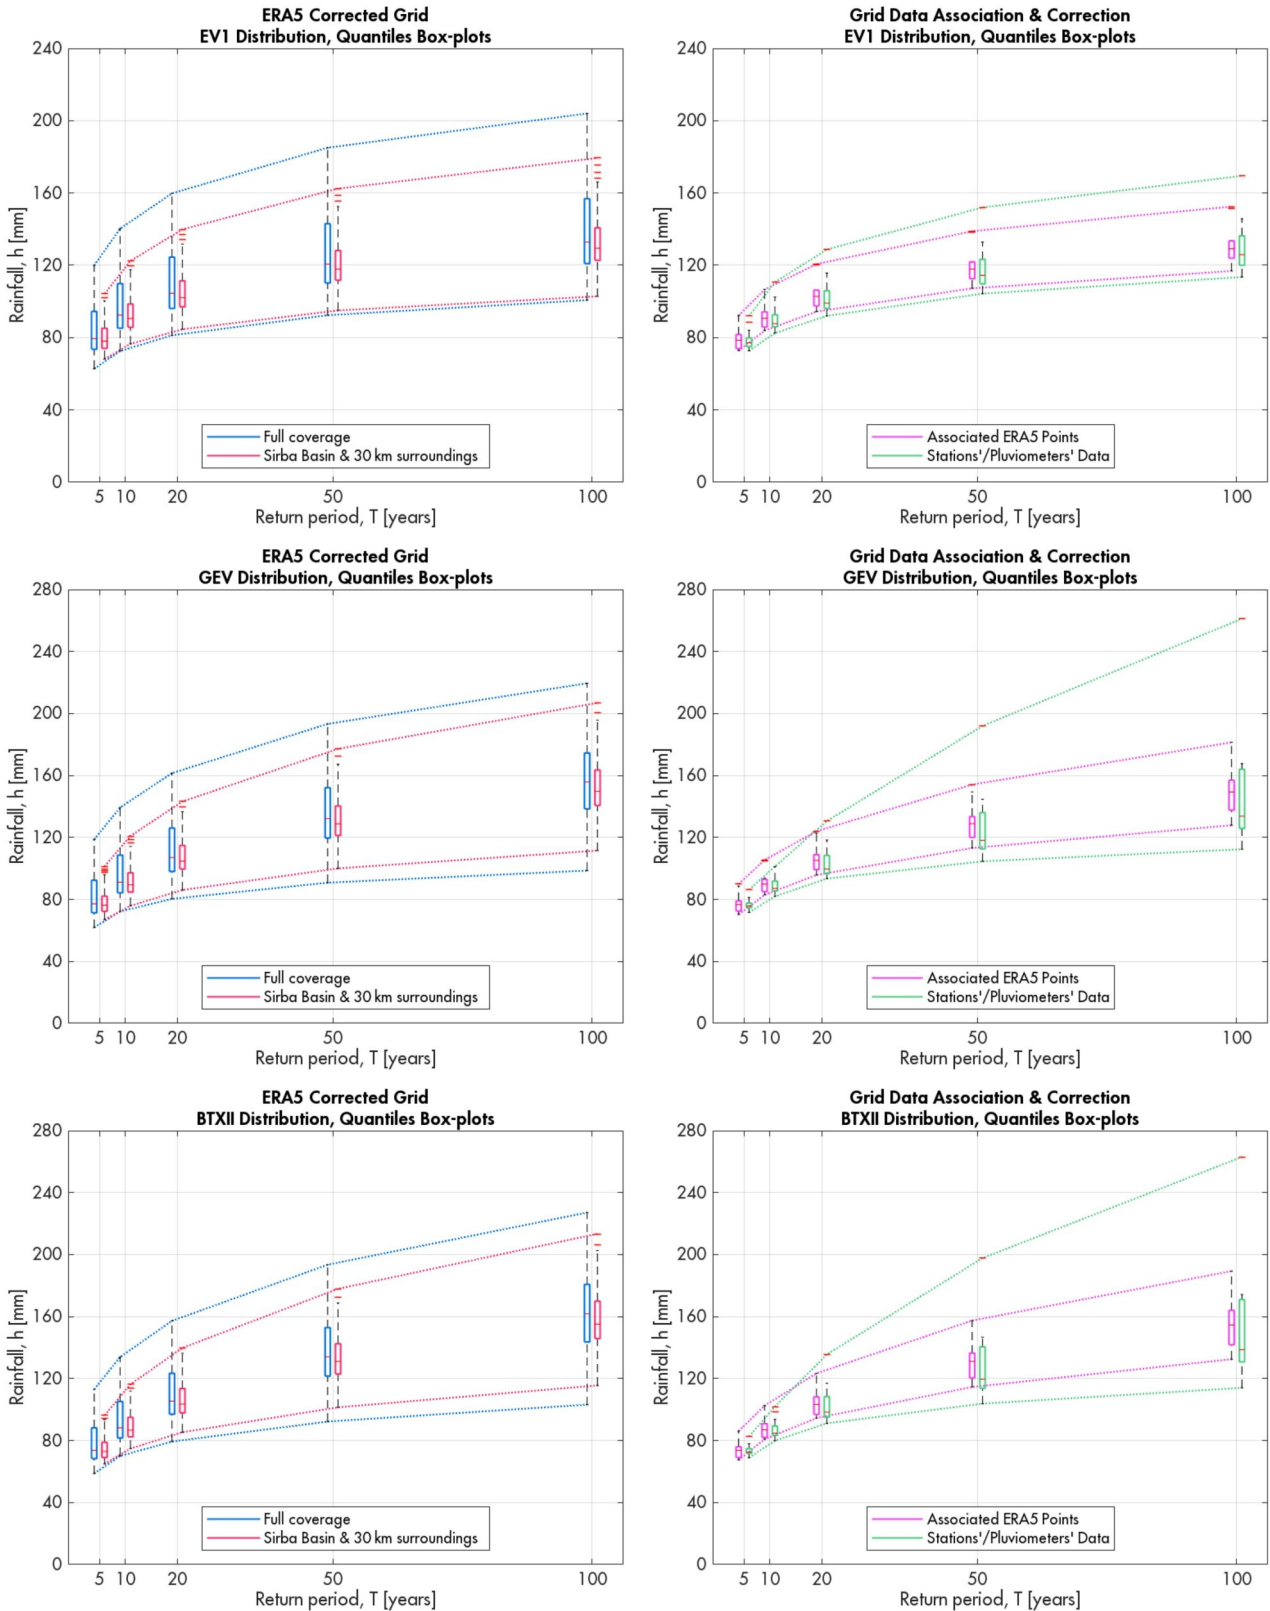 ERA5 Corrected Grid
EV1 Distribution, Quantiles Box-plots
240
200
160
120
80
40
0
Rainfall, h [mm]
Full coverage
Sirba Basin & 30 km surroundings
5 10 20 50 100
Return period, T [years]
Grid Data Association & Correction
EV1 Distribution, Quantiles Box-plots
240
200
160
120
80
40
0
Rainfall, h [mm]
Associated ERA5 Points
Stations'/Pluviometers' Data
5 10 20 50 100
Return period, T [years]
ERA5 Corrected Grid
GEV Distribution, Quantiles Box-plots
280
240
200
160
120
80
40
0
Rainfall, h [mm]
Full coverage
Sirba Basin & 30 km surroundings
5 10 20 50 100
Return period, T [years]
Grid Data Association & Correction
GEV Distribution, Quantiles Box-plots
280
240
200
160
120
80
40
0
Rainfall, h [mm]
Associated ERA5 Points
Stations'/Pluviometers' Data
5 10 20 50 100
Return period, T [years]
ERA5 Corrected Grid
BTXII Distribution, Quantiles Box-plots
280
240
200
160
120
80
40
0
Rainfall, h [mm]
Full coverage
Sirba Basin & 30 km surroundings
5 10 20 50 100
Return period, T [years]
Grid Data Association & Correction
BTXII Distribution, Quantiles Box-plots
280
240
200
160
120
80
40
0
Rainfall, h [mm]
Associated ERA5 Points
Stations'/Pluviometers' Data
5 10 20 50 100
Return period, T [years]